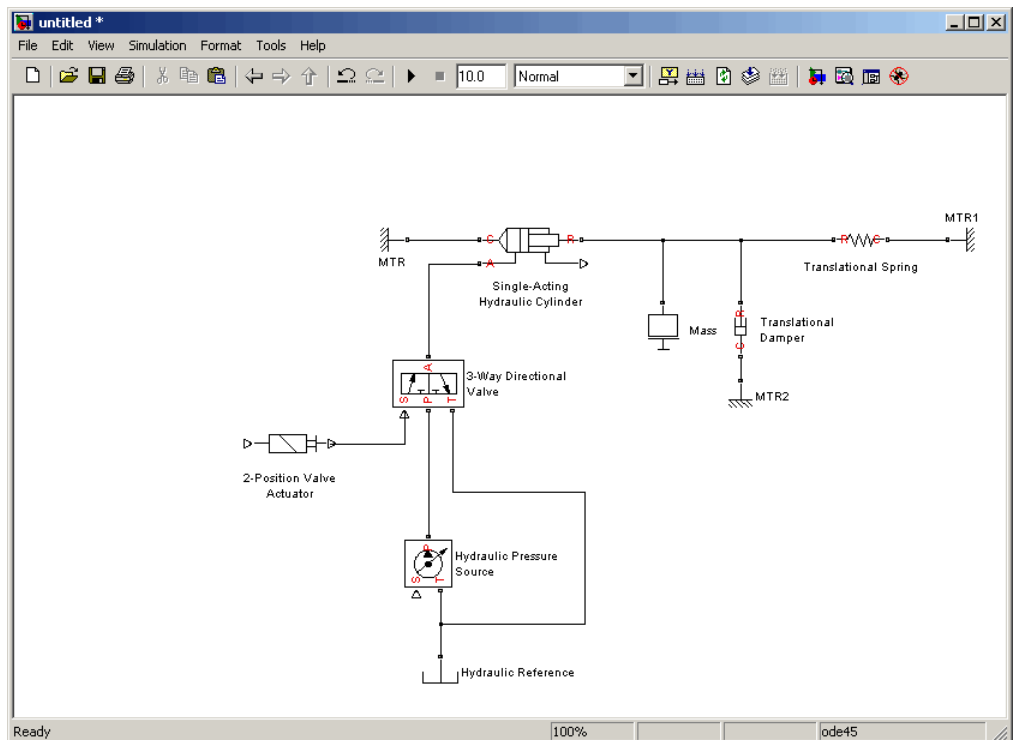 untitled *
File Edit View Simulation Format Tools Help
10.0 Normal
MTR1
C R R C
MTR
A
Translational Spring
Single-Acting
Hydraulic Cylinder
R
Mass
Translational
Damper
C
A
3-Way Directional
Valve
S P T
MTR2
2-Position Valve
Actuator
P
Hydraulic Pressure
Source
S T
Hydraulic Reference
Ready 100% ode45